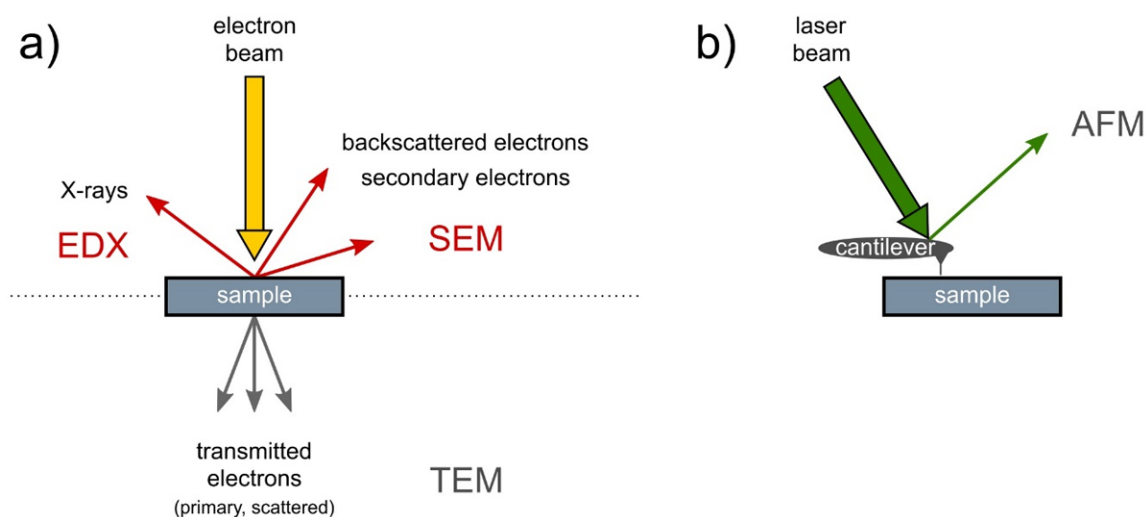 a)
electron
beam
backscattered electrons
secondary electrons
X-rays
EDX
SEM
sample
transmitted
electrons
(primary, scattered)
TEM
b)
laser
beam
AFM
cantilever
sample